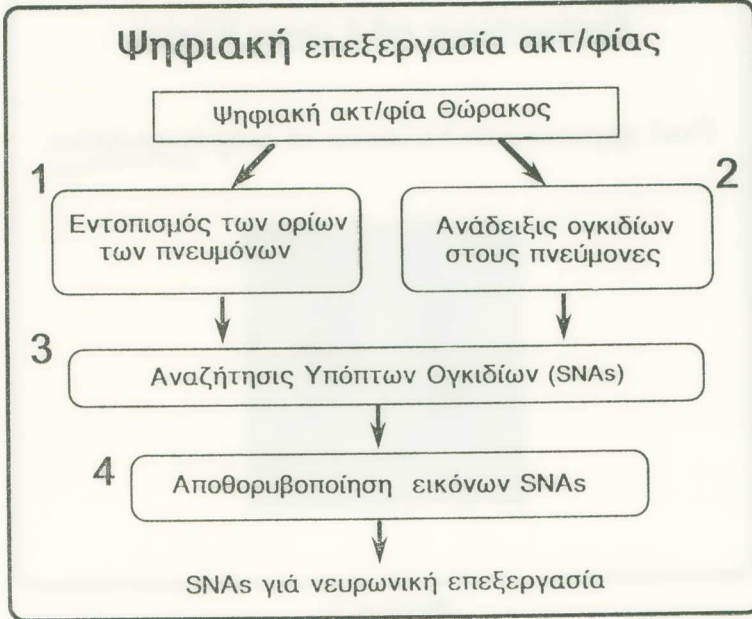 Ψηφιακή επεξεργασία ακτ/φίας
Ψηφιακή ακτ/φία Θώρακος
1
Εντοπισμός των ορίων
των πνευμόνων
2
Ανάδειξις ογκιδίων
στους πνεύμονες
3
Αναζήτησις Υπόπτων Ογκιδίων (SNAs)
4
Αποθορυβοποίηση εικόνων SNAs
SNAs γιά νευρωνική επεξεργασία